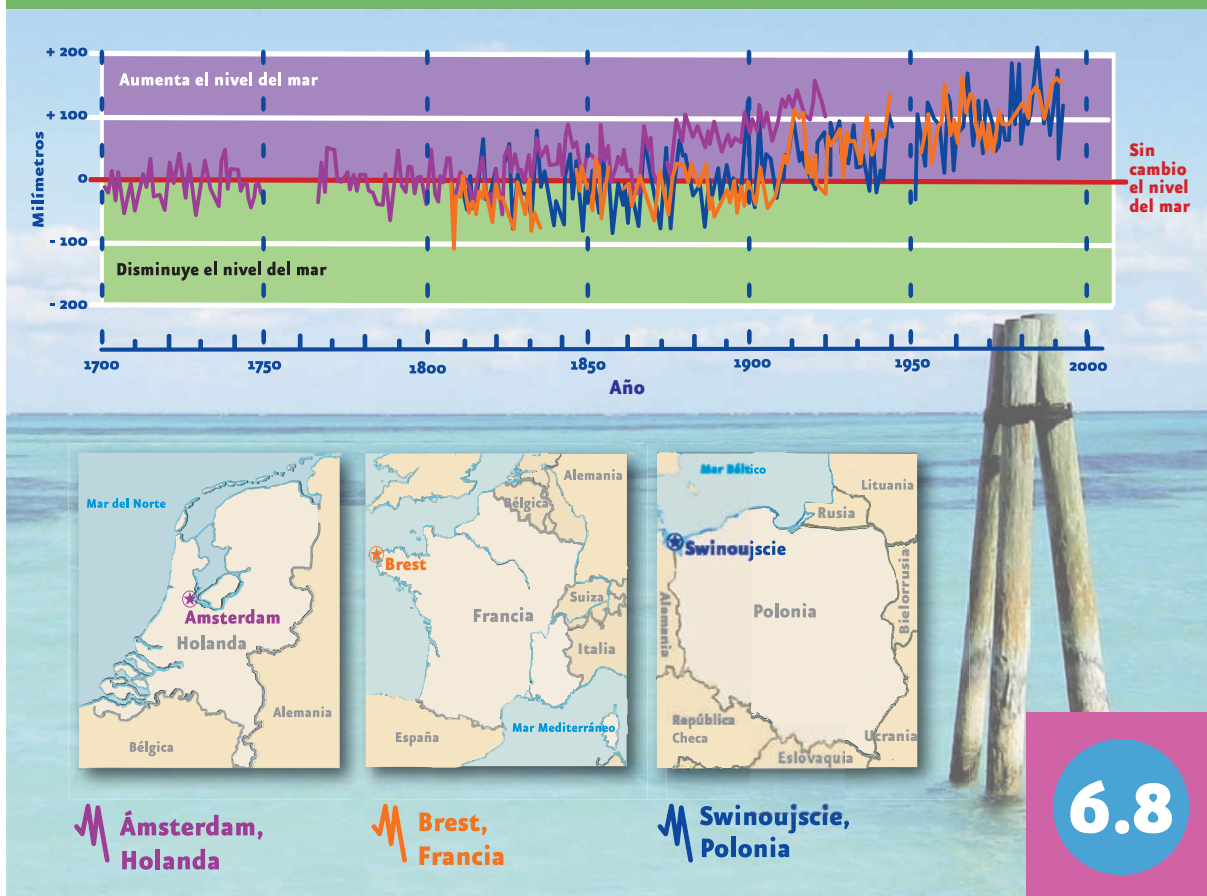 + 200
Aumenta el nivel del mar
+ 100
0
- 100
Disminuye el nivel del mar
- 200
Milímetros
Sin
cambio
el nivel
del mar
1700 1750 1800 1850 1900 1950 2000
Año
Mar del Norte
Amsterdam
Holanda
Alemania
Bélgica
Alemania
Bélgica
Brest
Francia
Suiza
Italia
España
Mar Mediterráneo
Mar Báltico
Lituania
Rusia
Swinoujscie
Bielorrusia
Alamania
Polonia
República
Checa
Ucrania
Eslovaquia
Ámsterdam,
Holanda
Brest,
Francia
Swinoujscie,
Polonia
6.8